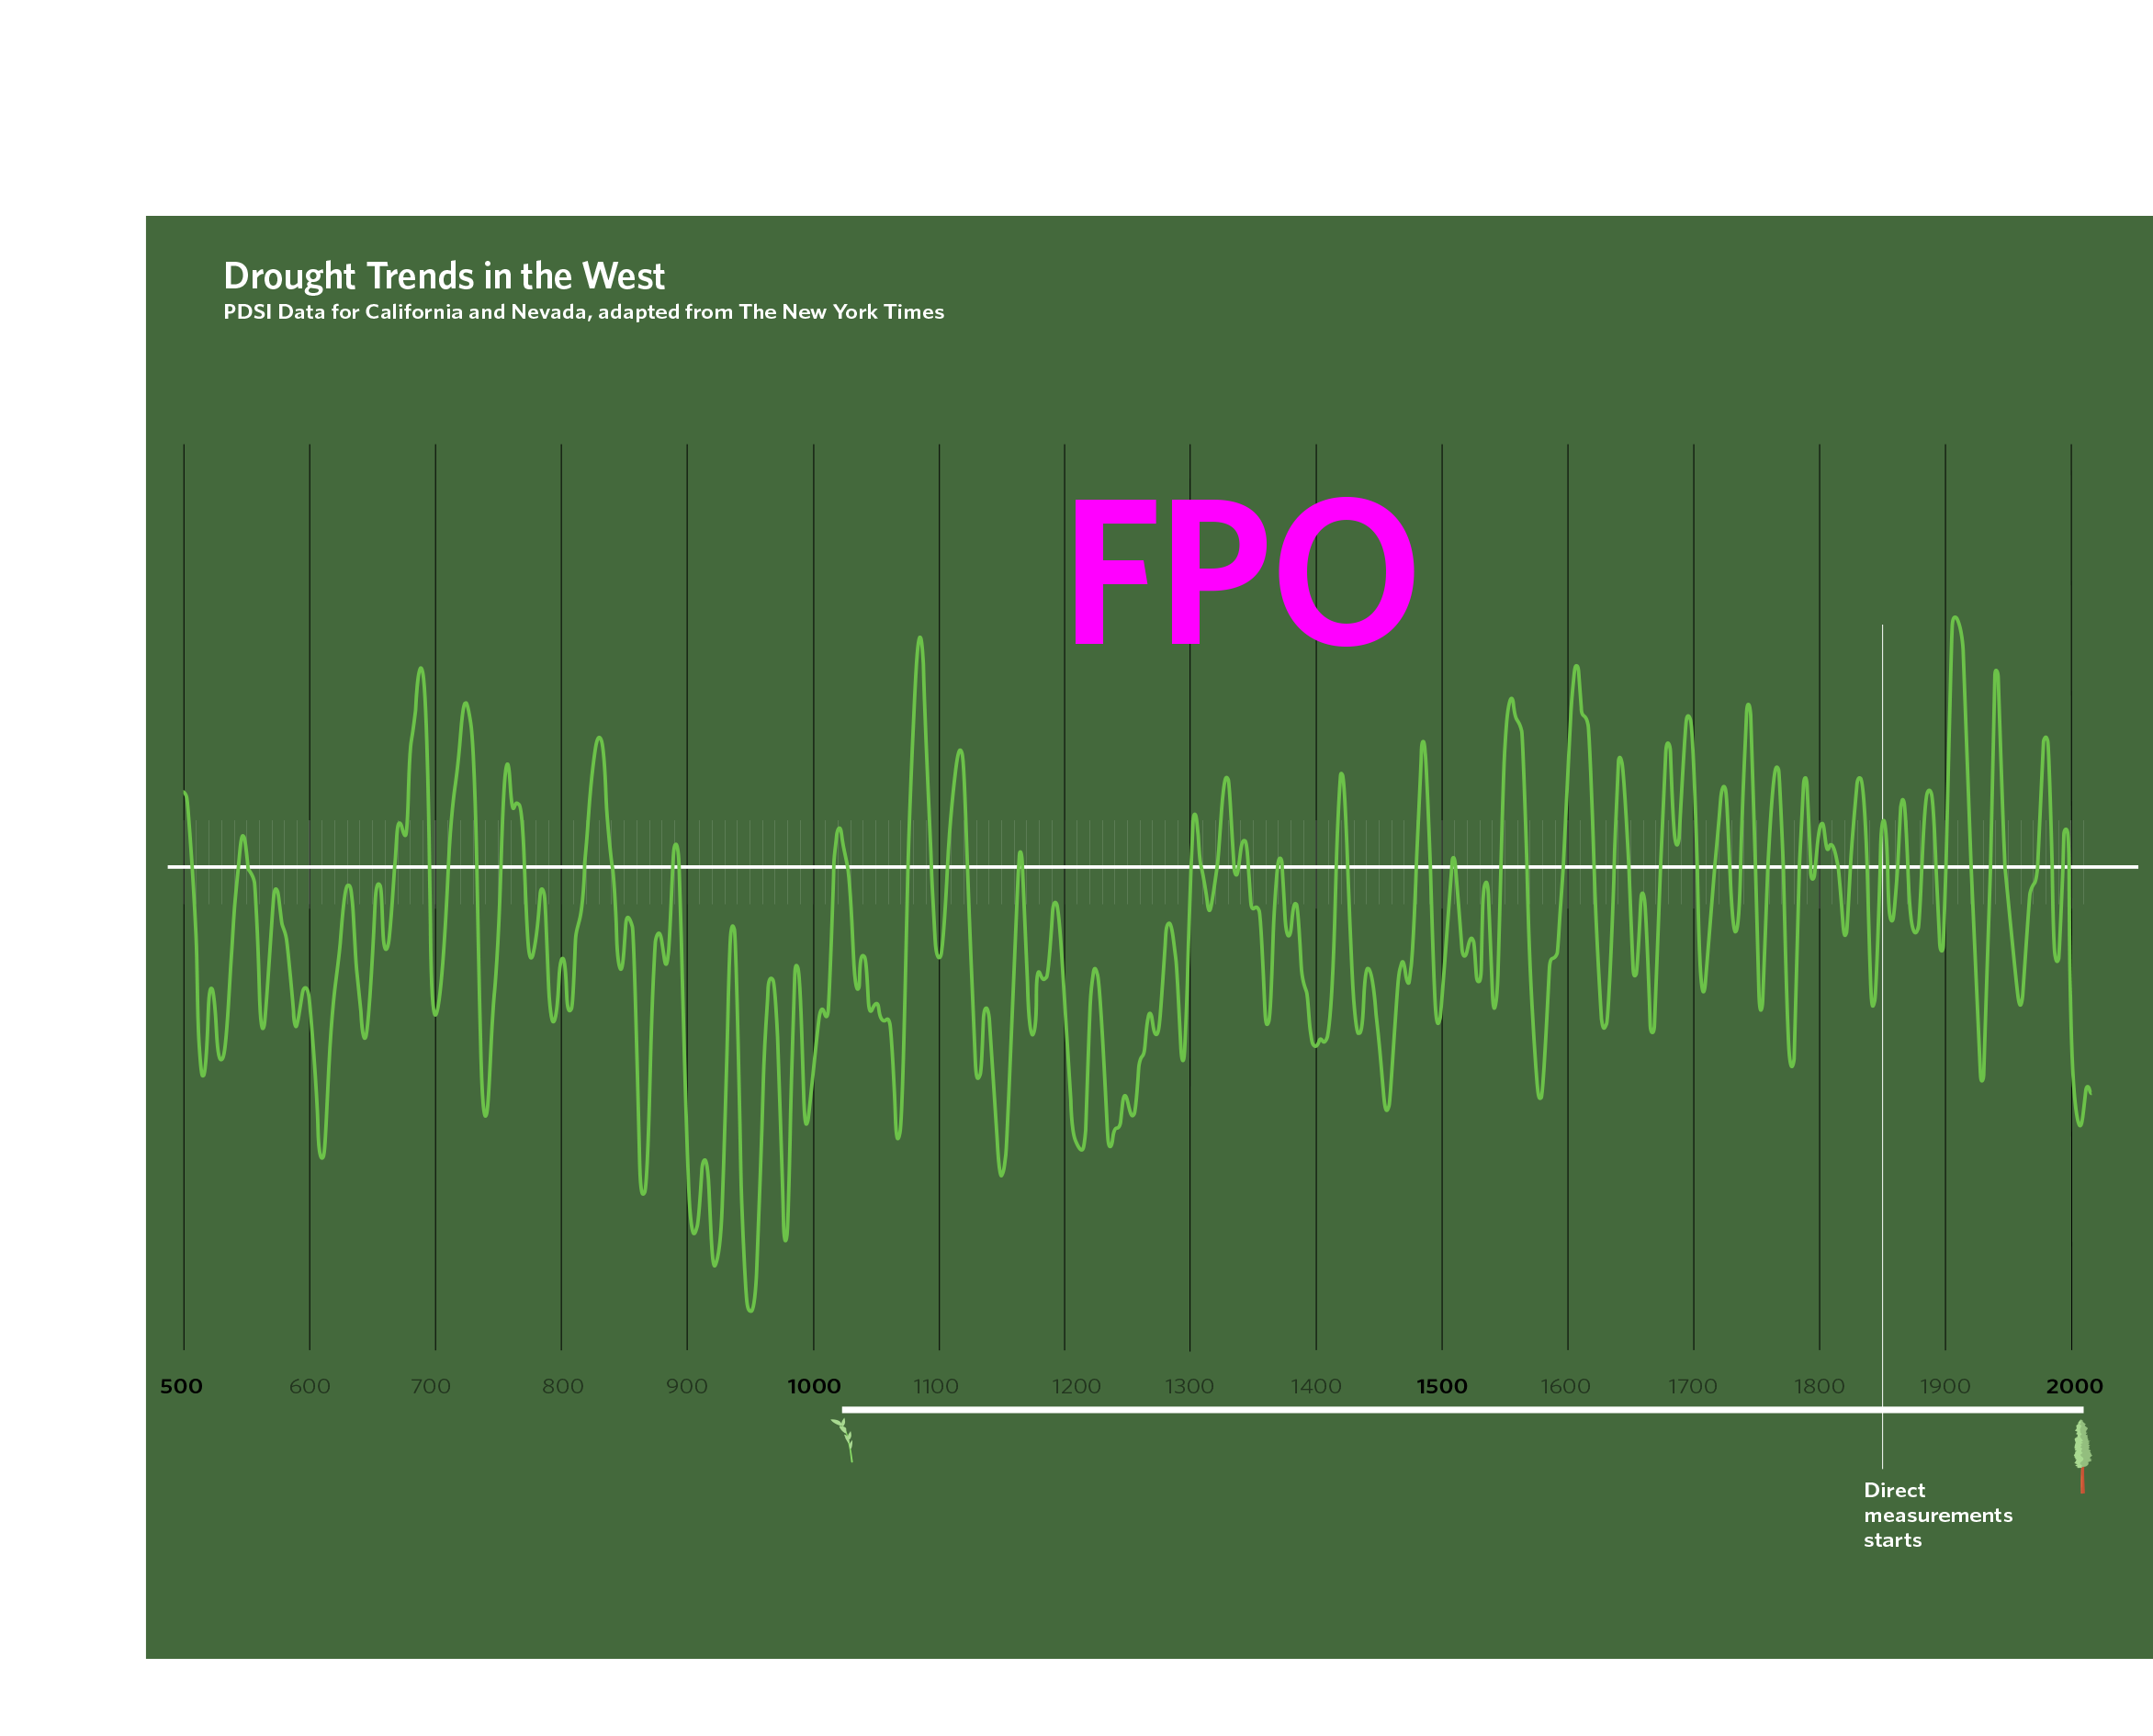 Drought Trends in the West
PDSI Data for California and Nevada, adapted from The New York Times
FPO
500 600 700 800 900 1000 1100 1200 1300 1400 1500 1600 1700 1800 1900 2000
Direct
measurements
starts